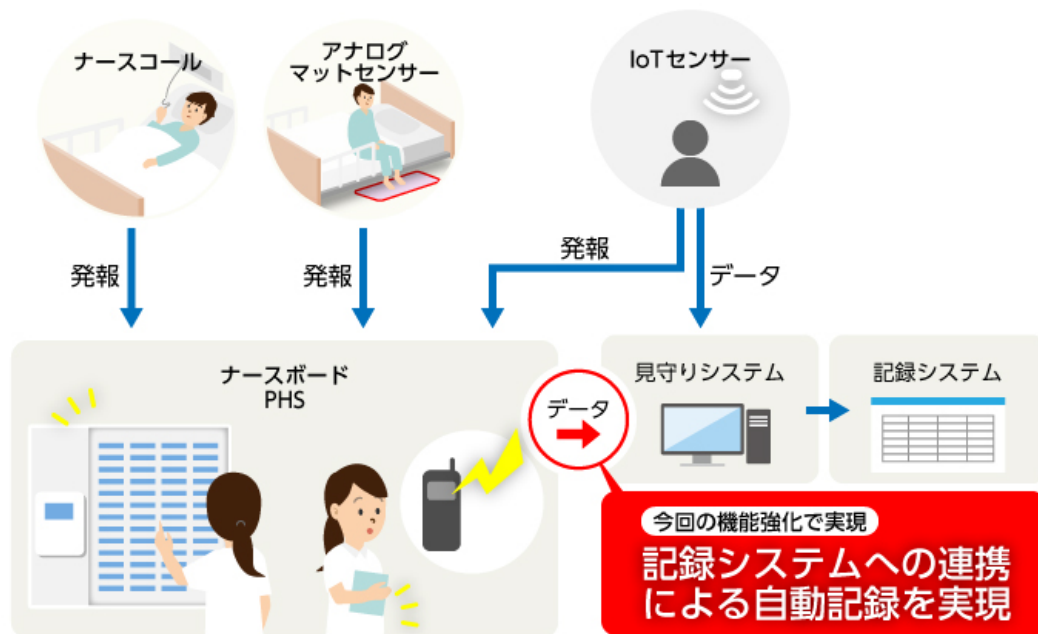 ナースコール
アナログ
マットセンサー
IoTセンサー
発報
発報
発報
データ
ナースボード
PHS
データ
見守りシステム
記録システム
今回の機能強化で実現
記録システムへの連携
による自動記録を実現